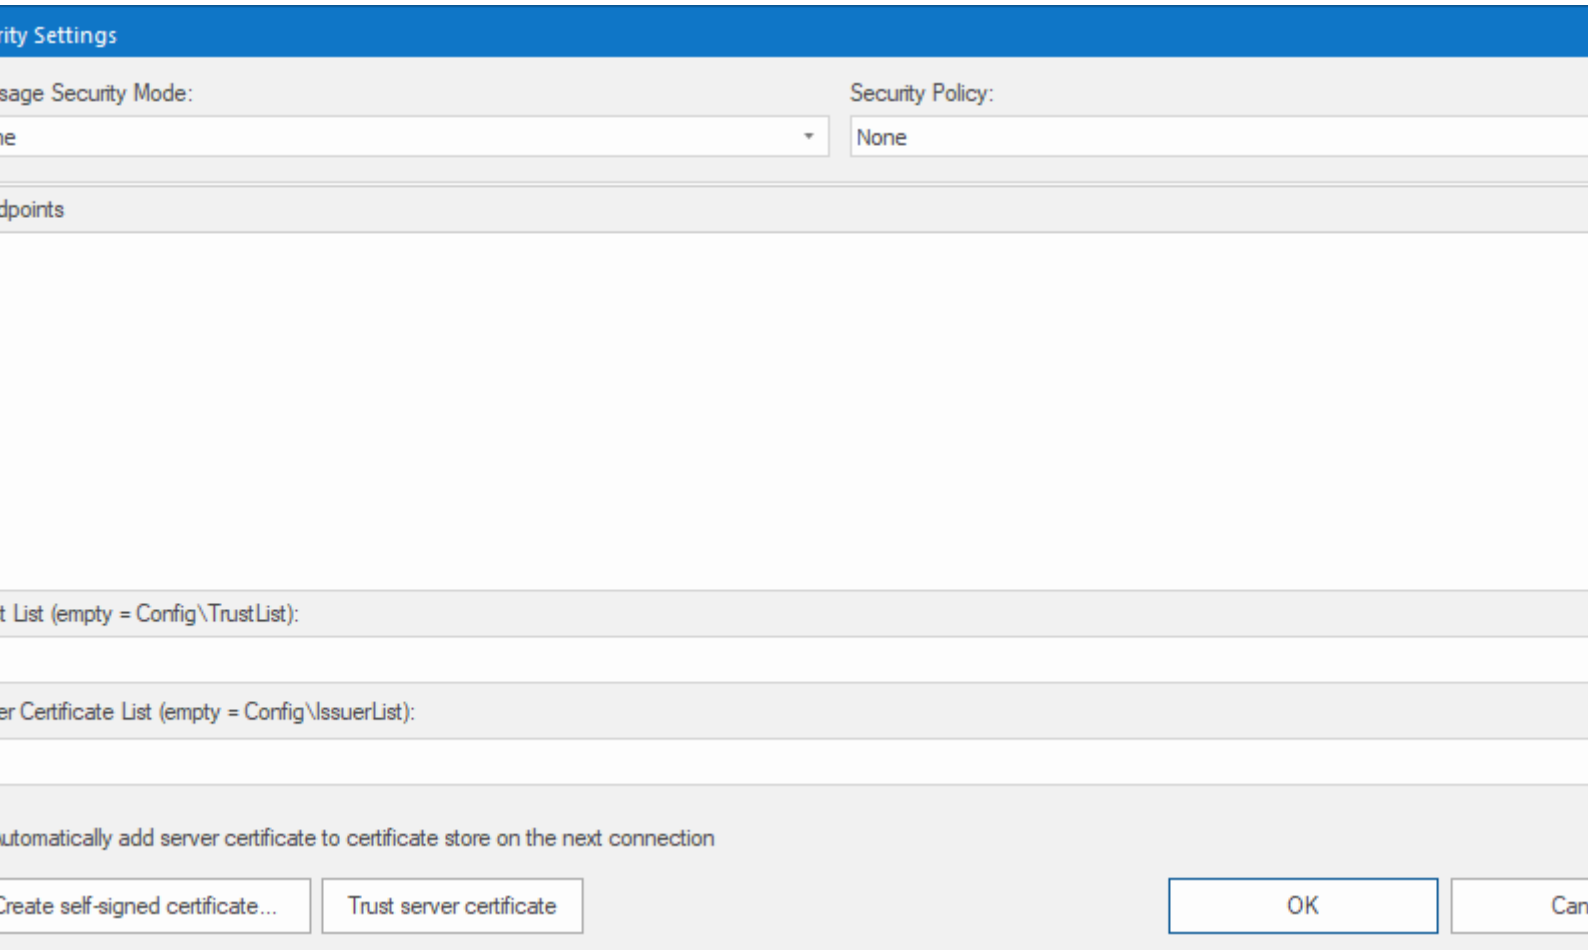 rity Settings
sage Security Mode:
Security Policy:
ne
None
dpoints
t List (empty = Config\TrustList):
er Certificate List (empty = Config\IssuerList):
utomatically add server certificate to certificate store on the next connection
Create self-signed certificate...
Trust server certificate
OK
Can